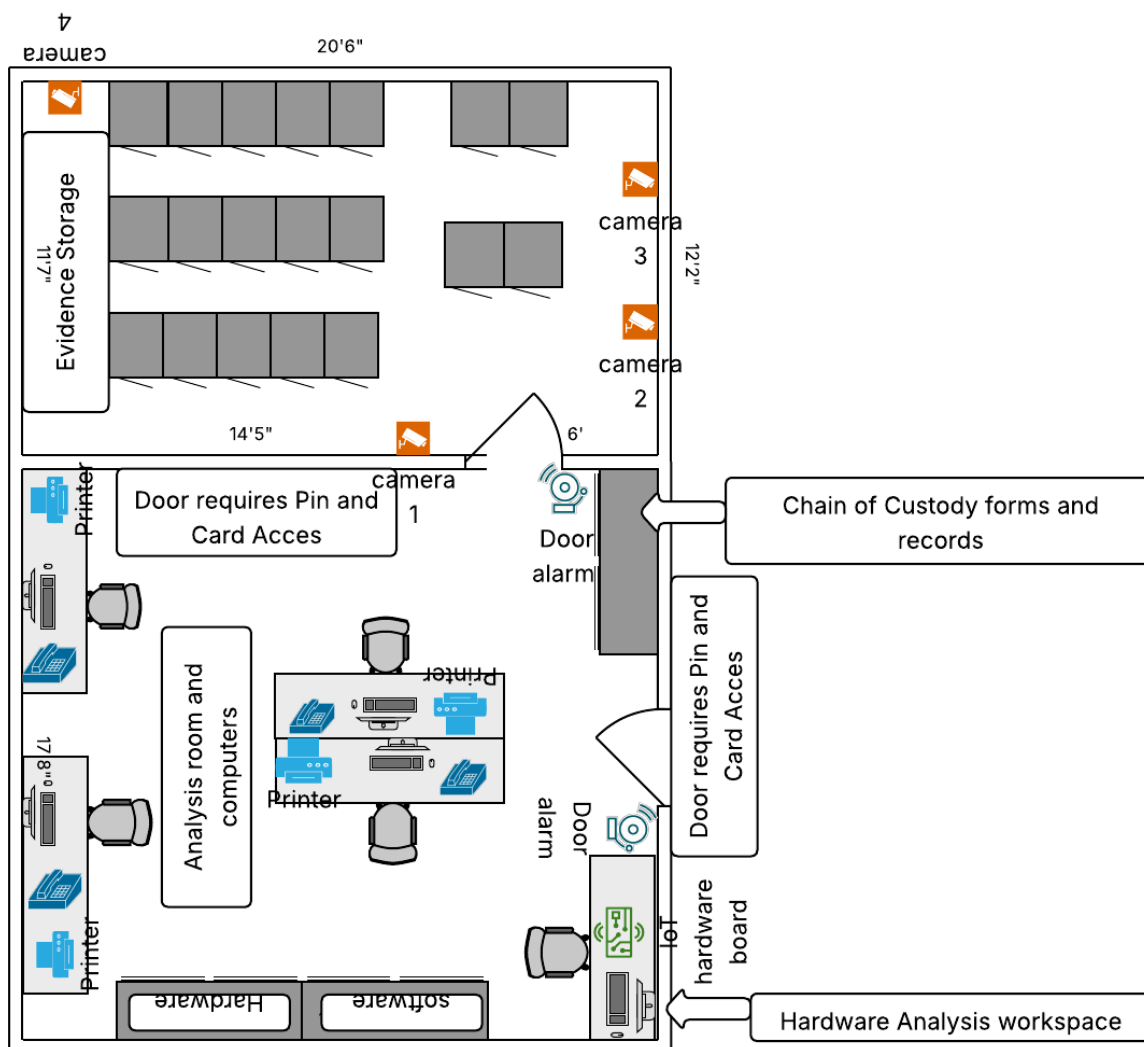 4
camera
20'6"
Evidence Storage
11'7"
camera
3
12'2"
camera
2
14'5"
6'
camera
1
Printer
Door requires Pin and
Card Acces
Door
alarm
Chain of Custody forms and
records
Door requires Pin and
Card Acces
Analysis room and
computers
Printer
Printer
17'8"
Door
alarm
IoT
hardware
board
Printer
Hardware
software
Hardware Analysis workspace